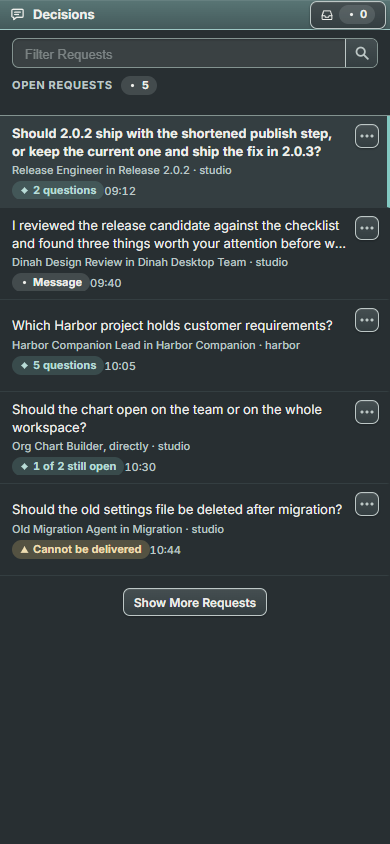 Decisions
• 0
Filter Requests
OPEN REQUESTS • 5
Should 2.0.2 ship with the shortened publish step,
or keep the current one and ship the fix in 2.0.3?
Release Engineer in Release 2.0.2 · studio
2 questions 09:12
I reviewed the release candidate against the checklist
and found three things worth your attention before w...
Dinah Design Review in Dinah Desktop Team · studio
• Message 09:40
Which Harbor project holds customer requirements?
Harbor Companion Lead in Harbor Companion · harbor
5 questions 10:05
Should the chart open on the team or on the whole
workspace?
Org Chart Builder, directly · studio
1 of 2 still open 10:30
Should the old settings file be deleted after migration?
Old Migration Agent in Migration · studio
Cannot be delivered 10:44
Show More Requests